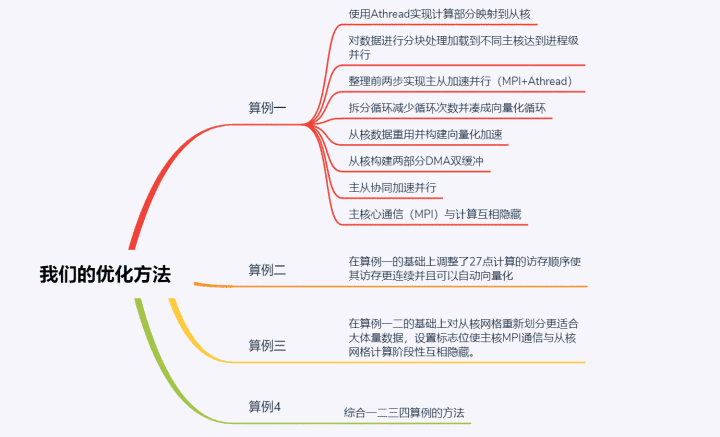 我们的优化方法
算例一
使用Athread实现计算部分映射到从核
对数据进行分块处理加载到不同主核达到进程级
并行
整理前两步实现主从加速并行（MPI+Athread）
拆分循环减少循环次数并凑成向量化循环
从核数据重用并构建向量化加速
从核构建两部分DMA双缓冲
主从协同加速并行
主核心通信（MPI）与计算互相隐藏
算例二
在算例一的基础上调整了27点计算的访存顺序使
其访存更连续并且可以自动向量化
算例三
在算例一二的基础上对从核网格重新划分更适合
大体量数据，设置标志位使主核MPI通信与从核
网格计算阶段性互相隐藏。
算例4
综合一二三四算例的方法